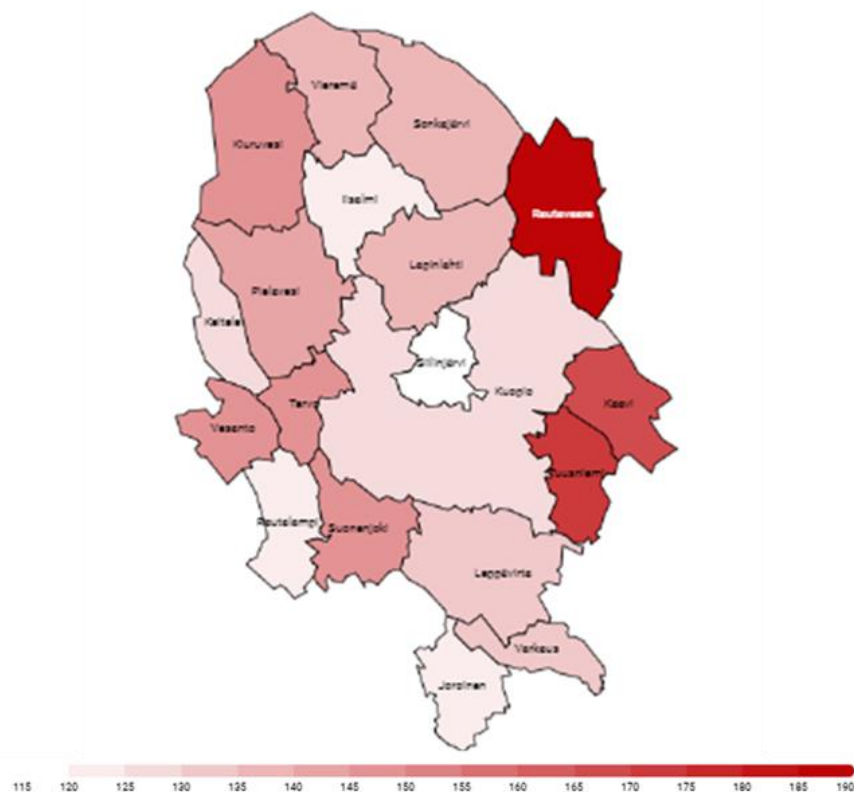 Vieremä
Sonkajärvi
Kiuruvesi
Iisalmi
Rautavaara
Lapinlahti
Pielavesi
Keitele
Siilinjärvi
Kuopio
Kaavi
Tervo
Vesanto
Tuusniemi
Rautalampi
Suonenjoki
Leppävirta
Varkaus
Joroinen
115 120 125 130 135 140 145 150 155 160 165 170 175 180 185 190